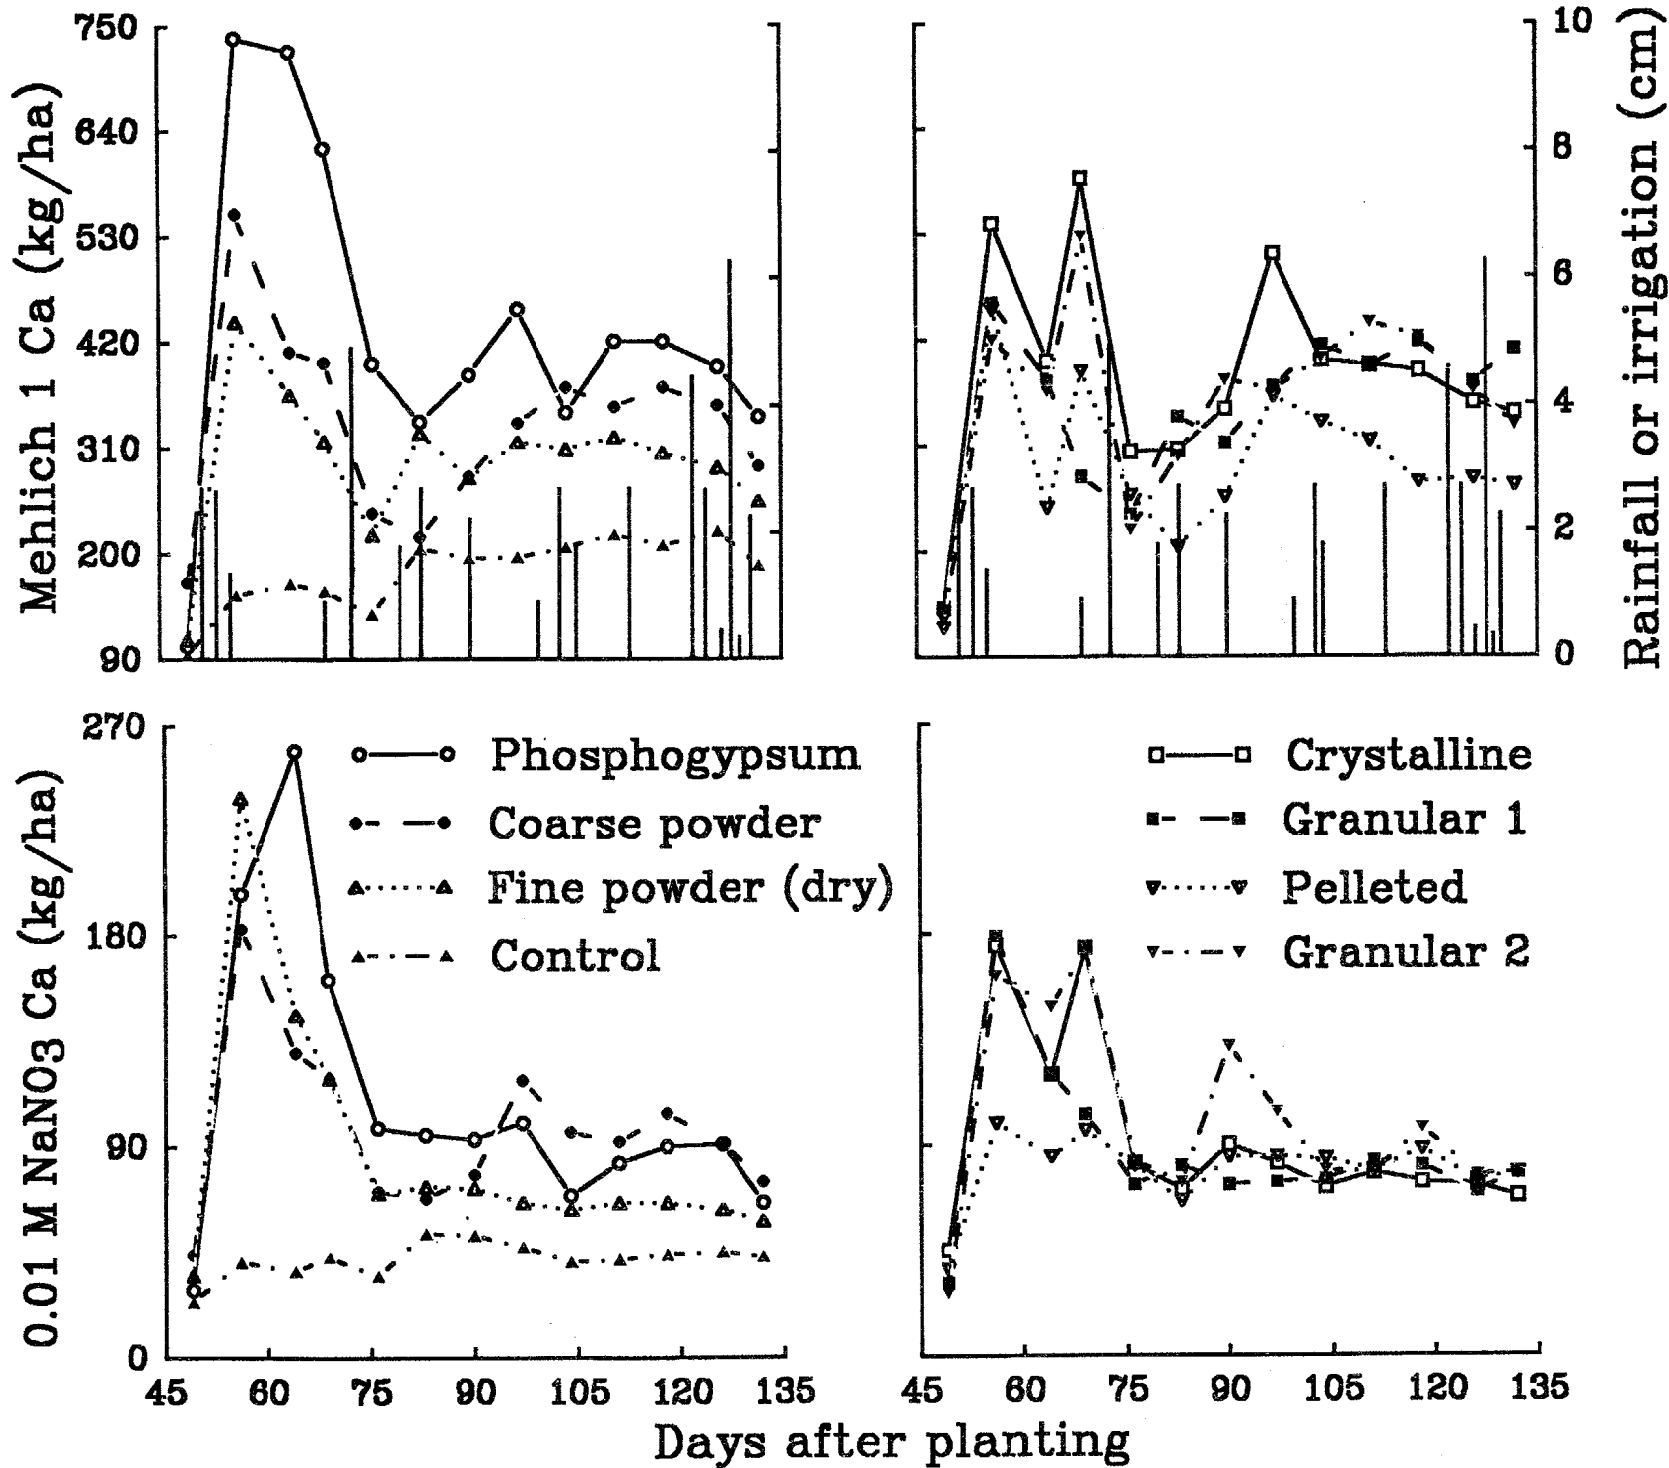 Mehlich 1 Ca (kg/ha)
750
640
530
420
310
200
90
10
8
6
4
2
0
Rainfall or irrigation (cm)
0.01 M NaNO3 Ca (kg/ha)
270
180
90
0
Phosphogypsum
Coarse powder
Fine powder (dry)
Control
Crystalline
Granular 1
Pelleted
Granular 2
45 60 75 90 105 120 135
45 60 75 90 105 120 135
Days after planting